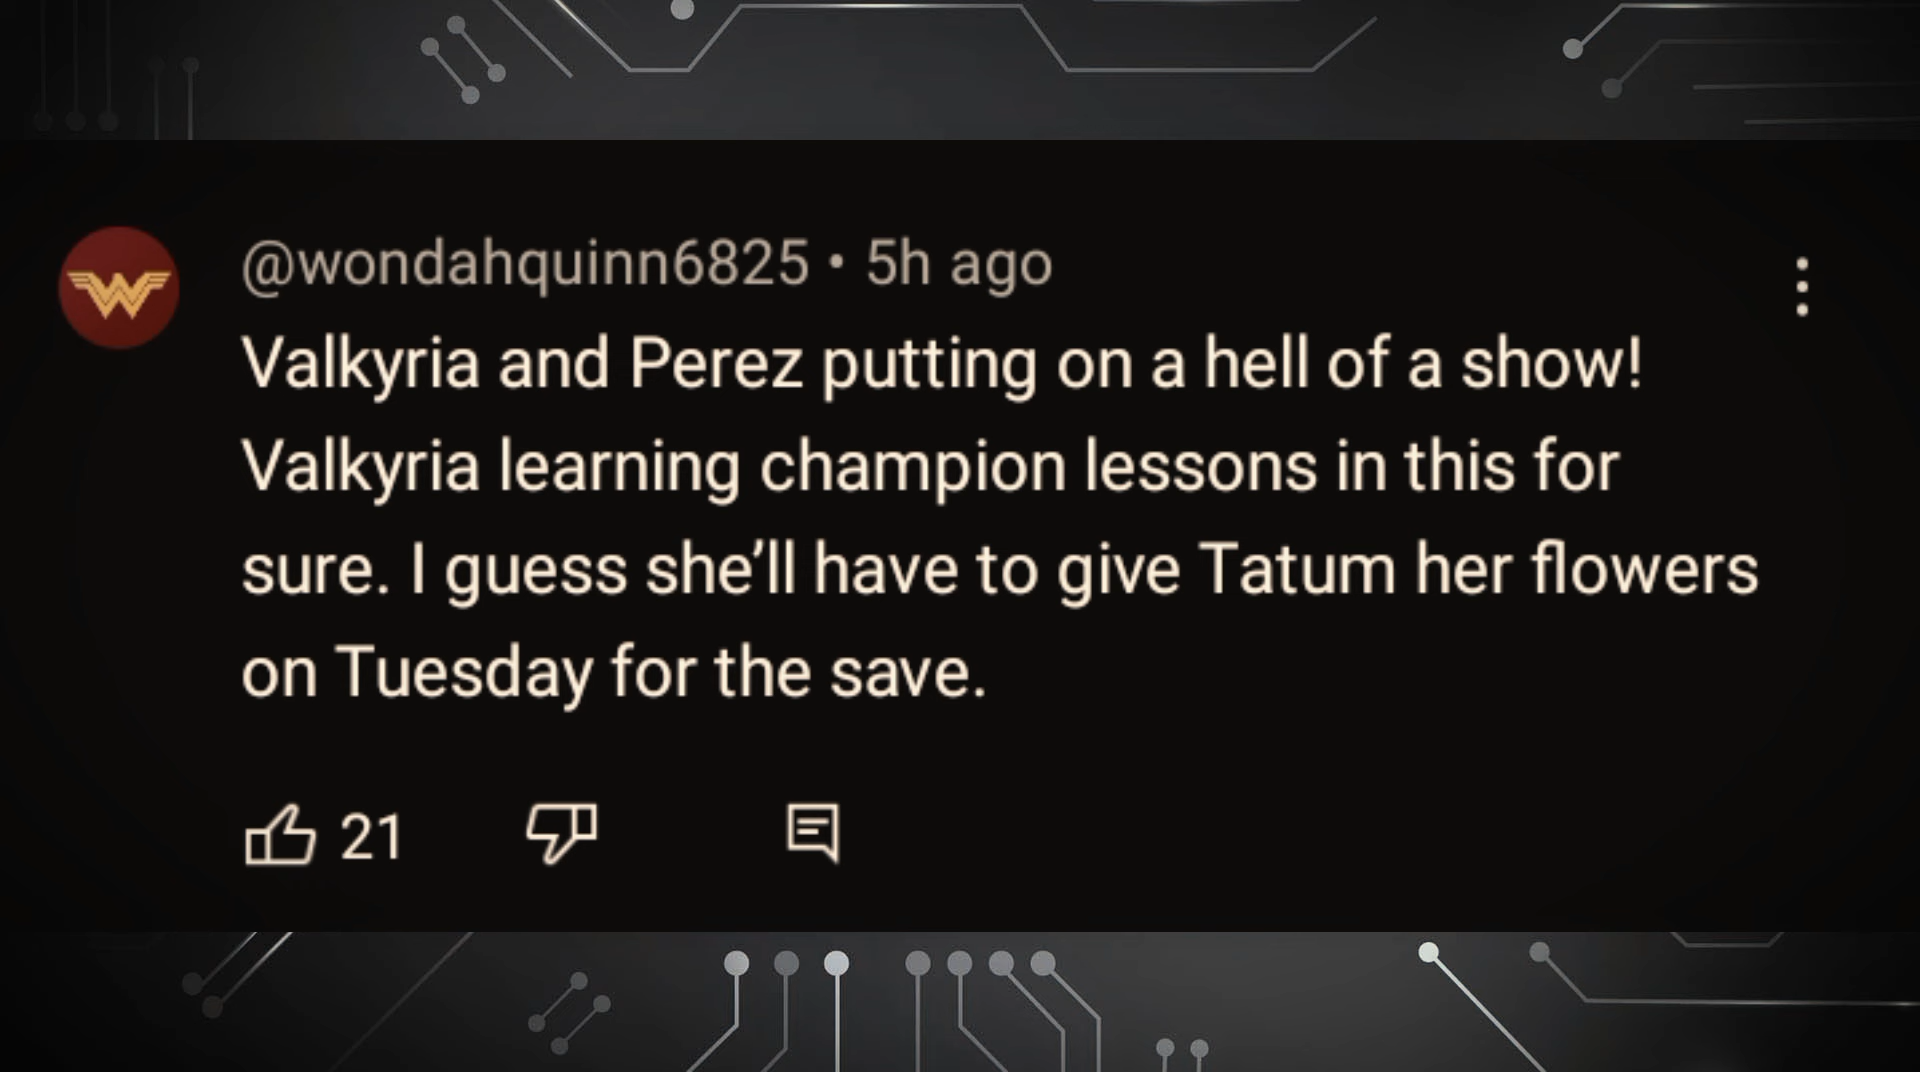 @wondahquinn6825 • 5h ago
Valkyria and Perez putting on a hell of a show!
Valkyria learning champion lessons in this for
sure. I guess she’ll have to give Tatum her flowers
on Tuesday for the save.
21